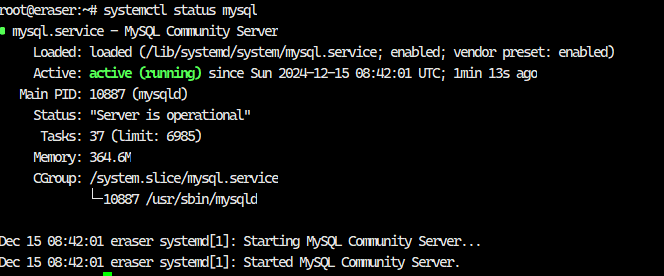 root@eraser:~# systemctl status mysql
● mysql.service - MySQL Community Server
Loaded: loaded (/lib/systemd/system/mysql.service; enabled; vendor preset: enabled)
Active: active (running) since Sun 2024-12-15 08:42:01 UTC; 1min 13s ago
Main PID: 10887 (mysqld)
Status: "Server is operational"
Tasks: 37 (limit: 6985)
Memory: 364.6M
CGroup: /system.slice/mysql.service
└─10887 /usr/sbin/mysqld
Dec 15 08:42:01 eraser systemd[1]: Starting MySQL Community Server...
Dec 15 08:42:01 eraser systemd[1]: Started MySQL Community Server.